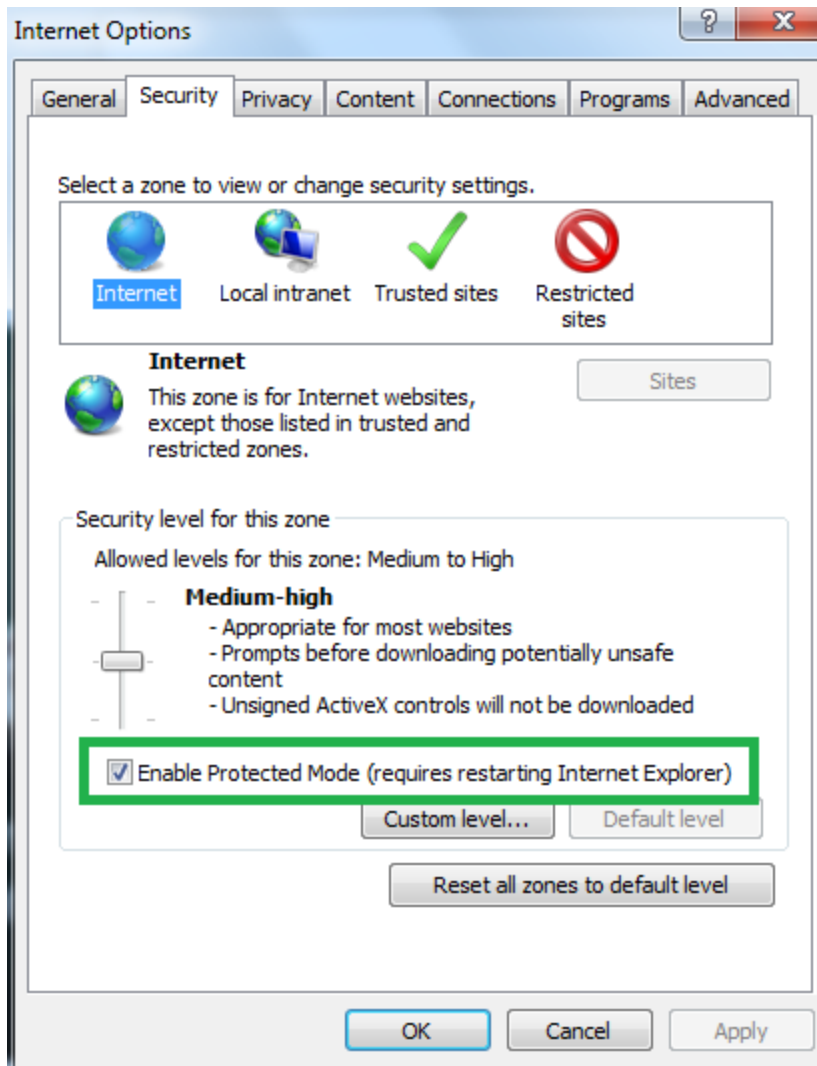 Internet Options
?
X
General Security Privacy Content Connections Programs Advanced
Select a zone to view or change security settings.
Internet Local intranet Trusted sites Restricted
sites
Internet
Sites
This zone is for Internet websites,
except those listed in trusted and
restricted zones.
Security level for this zone
Allowed levels for this zone: Medium to High
Medium-high
- Appropriate for most websites
- Prompts before downloading potentially unsafe
content
- Unsigned ActiveX controls will not be downloaded
Enable Protected Mode (requires restarting Internet Explorer)
Custom level... Default level
Reset all zones to default level
OK Cancel Apply